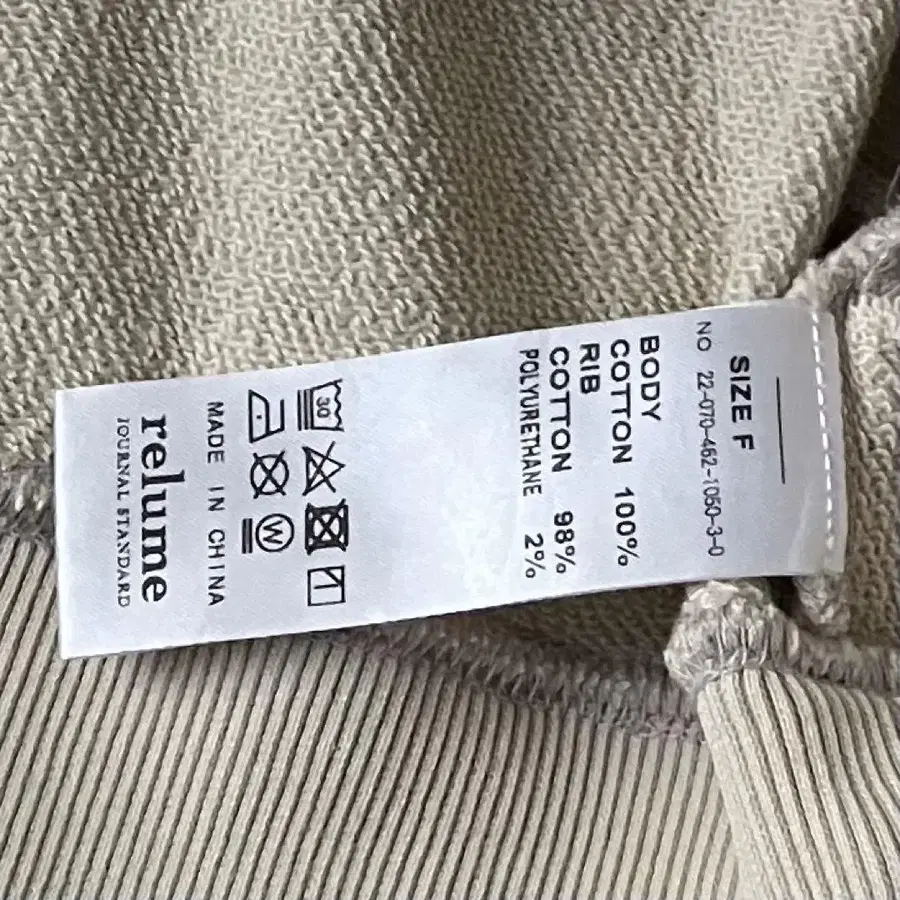 SIZE F
NO 22-070-462-1050-3-0
BODY
COTTON 100%
RIB
COTTON 98%
POLYURETHANE 2%
30
W
MADE IN CHINA
relume
JOURNAL STANDARD